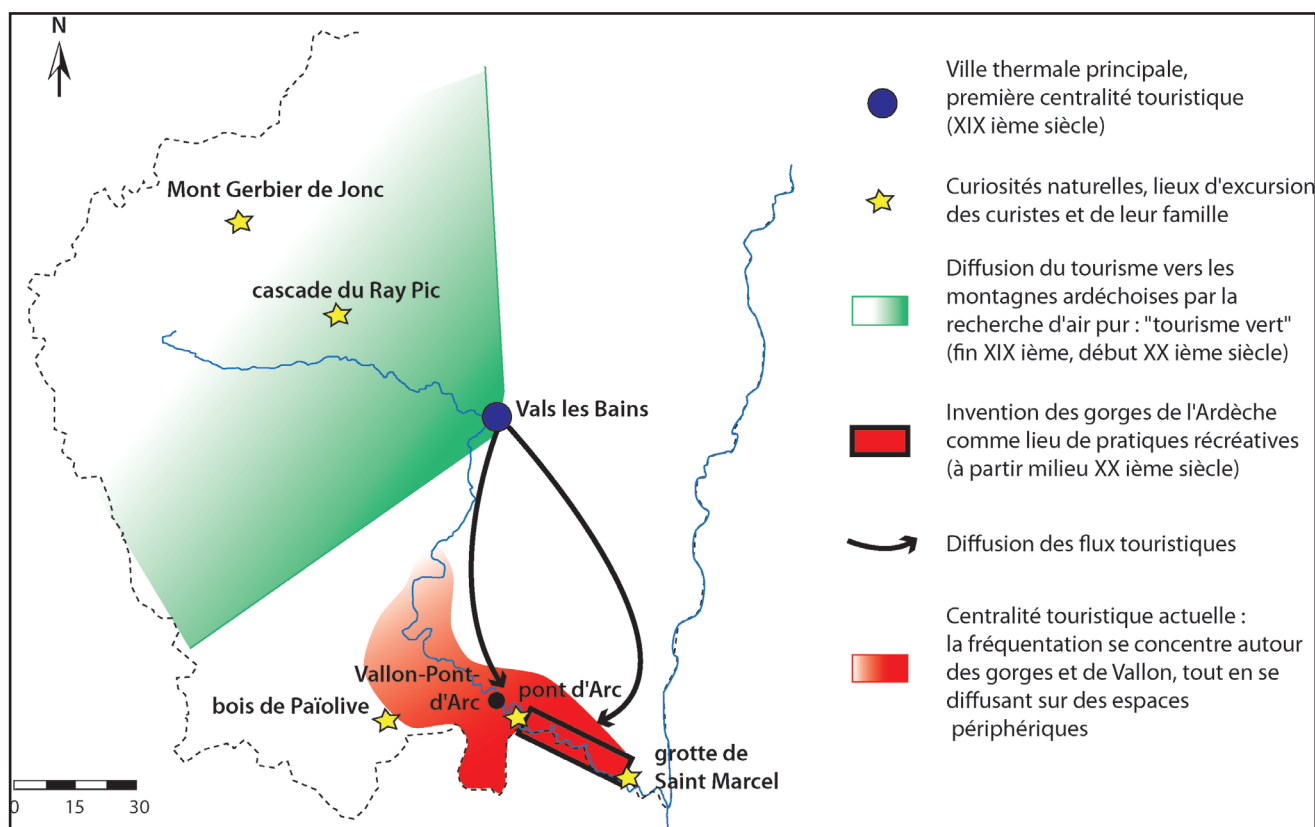 N
Mont Gerbier de Jonc
cascade du Ray Pic
Vals les Bains
Vallon-Pont-
d'Arc
pont d'Arc
bois de Païolive
grotte de
Saint Marcel
0 15 30
Ville thermale principale,
première centralité touristique
(XIX ième siècle)
Curiosités naturelles, lieux d'excursion
des curistes et de leur famille
Diffusion du tourisme vers les
montagnes ardéchoises par la
recherche d'air pur : "tourisme vert"
(fin XIX ième, début XX ième siècle)
Invention des gorges de l'Ardèche
comme lieu de pratiques récréatives
(à partir milieu XX ième siècle)
Diffusion des flux touristiques
Centralité touristique actuelle :
la fréquentation se concentre autour
des gorges et de Vallon, tout en se
diffusant sur des espaces
périphériques